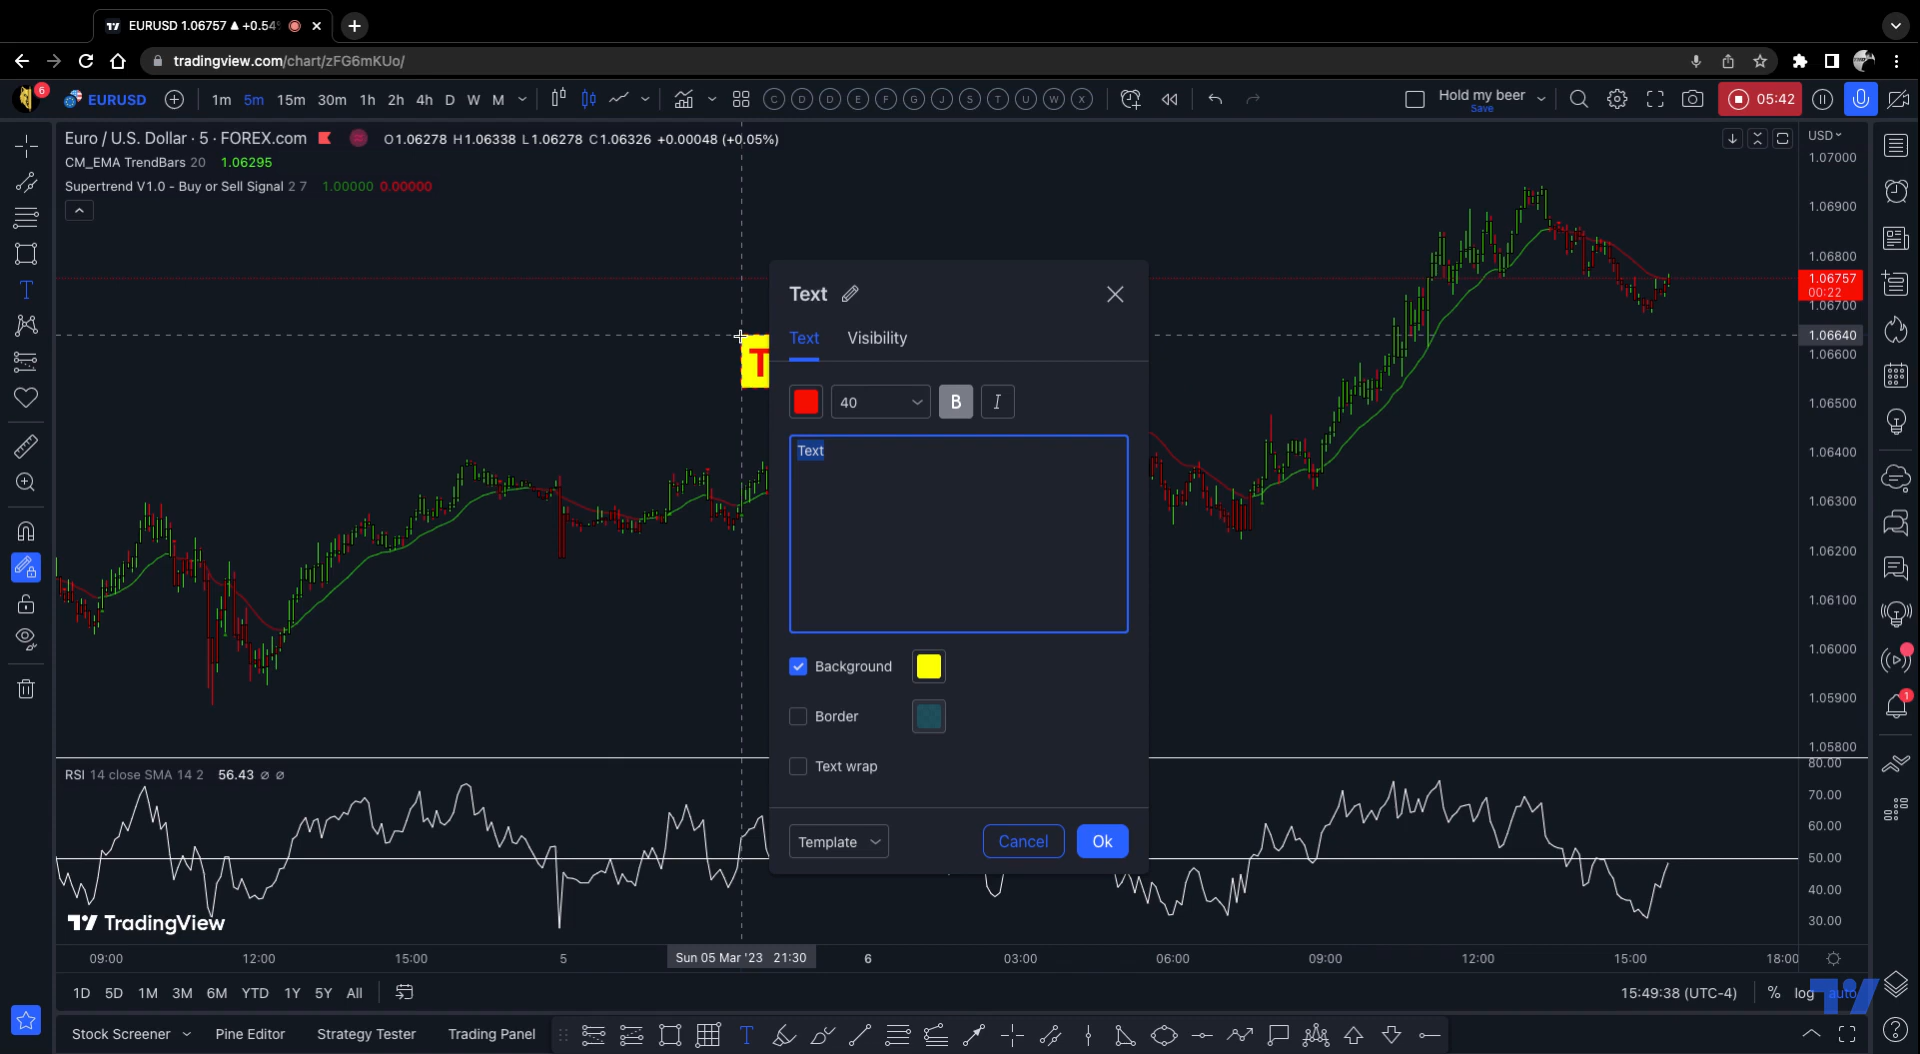 EURUSD 1.06757 ▲ +0.54%
tradingview.com/chart/zFG6mKUo/
6
EURUSD
1m 5m 15m 30m 1h 2h 4h D W M
C D D E F G J S T U W X
Hold my beer
Save
05:42
Euro / U.S. Dollar · 5 · FOREX.com
O1.06278 H1.06338 L1.06278 C1.06326 +0.00048 (+0.05%)
CM_EMA TrendBars 20 1.06295
Supertrend V1.0 - Buy or Sell Signal 2 7 1.00000 0.00000
USD
1.07000
1.06900
1.06800
1.06757
00:22
1.06700
1.06640
1.06600
1.06500
1.06400
1.06300
1.06200
1.06100
1.06000
1.05900
1.05800
T
Text
Text Visibility
40 B I
Text
Background
Border
Text wrap
Template Cancel Ok
RSI 14 close SMA 14 2 56.43 ⌀ ⌀
80.00
70.00
60.00
50.00
40.00
30.00
TradingView
09:00 12:00 15:00 5 Sun 05 Mar '23 21:30 6 03:00 06:00 09:00 12:00 15:00 18:00
1D 5D 1M 3M 6M YTD 1Y 5Y All
15:49:38 (UTC-4) % log auto
Stock Screener Pine Editor Strategy Tester Trading Panel
T
1